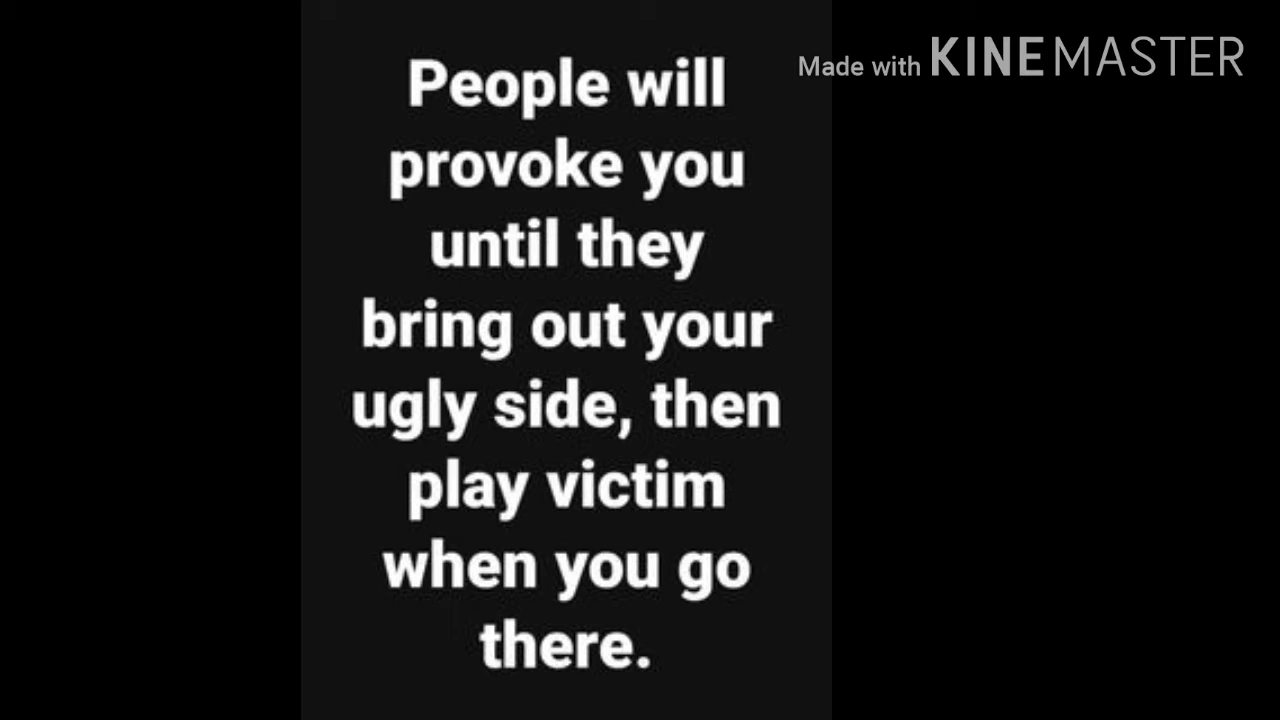 People will
Made with KINEMASTER
provoke you
until they
bring out your
ugly side, then
play victim
when you go
there.